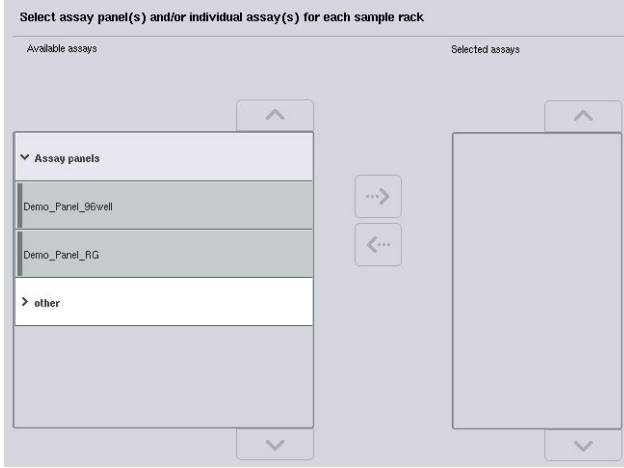 Select assay panel(s) and/or individual assay(s) for each sample rack
Available assays
Selected assays
Assay panels
Demo_Panel_96well
Demo_Panel_RG
other